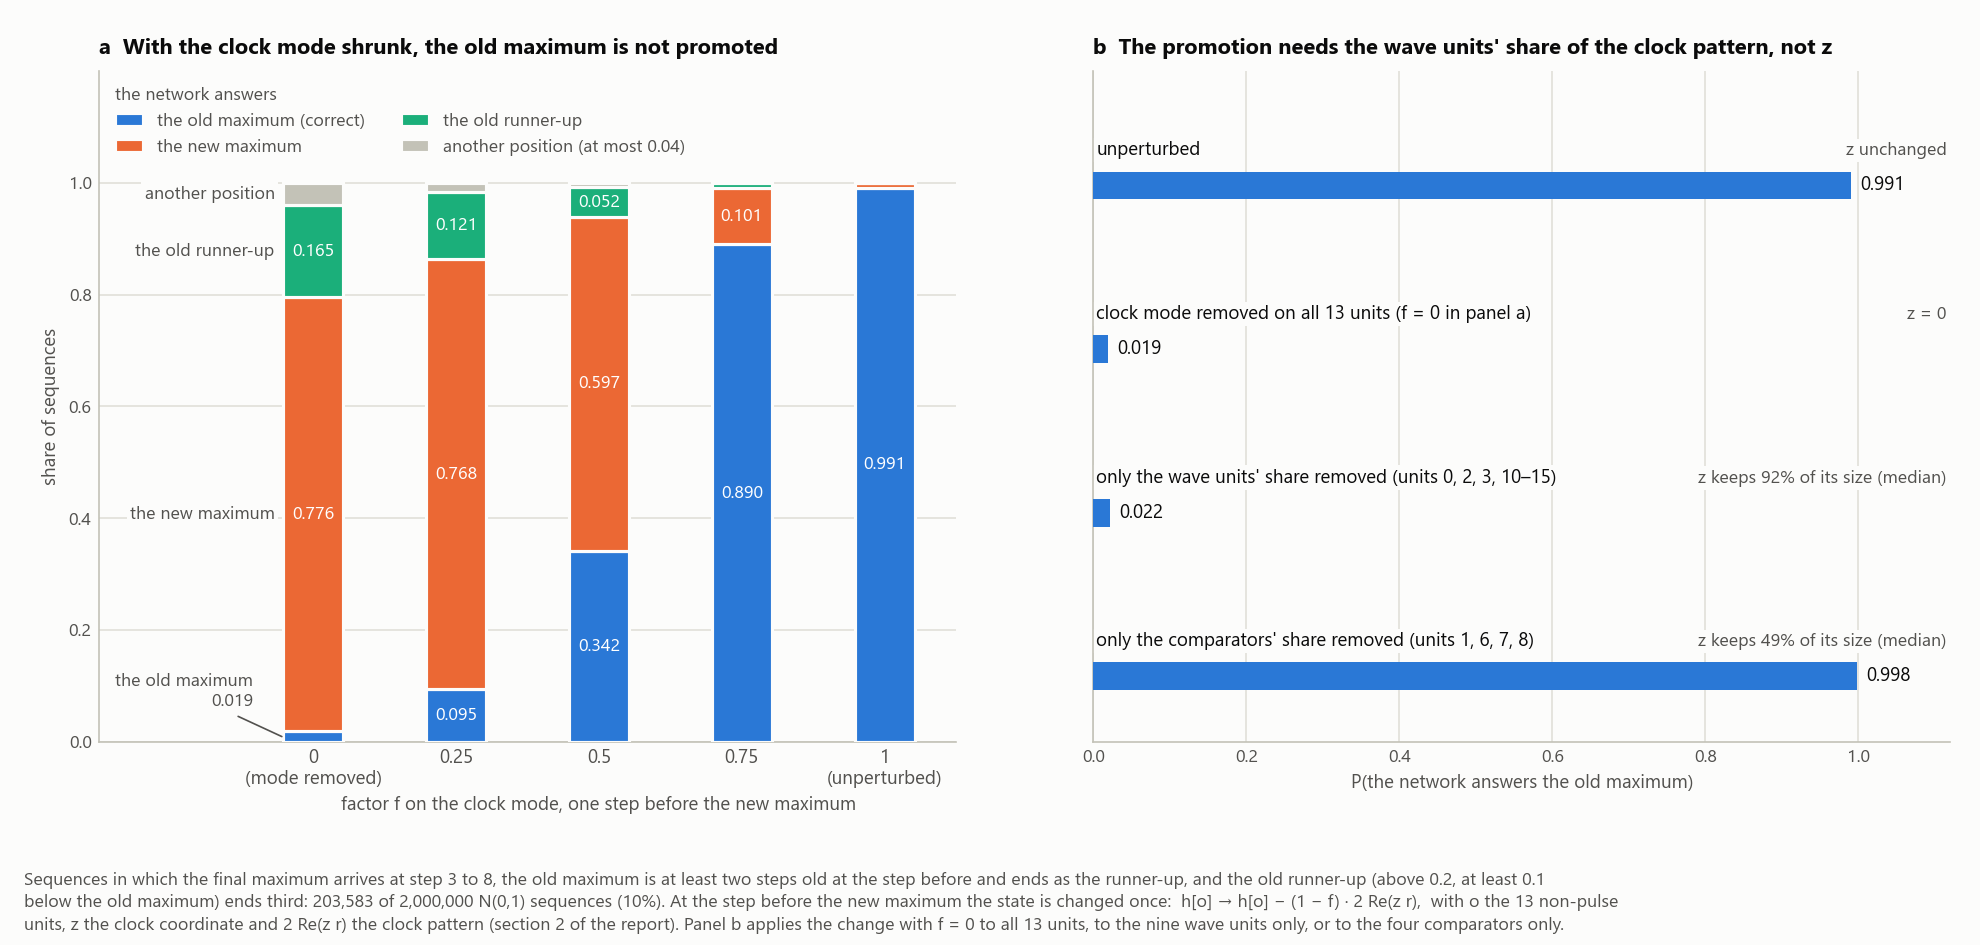 a With the clock mode shrunk, the old maximum is not promoted
the network answers
the old maximum (correct)
the old runner-up
the new maximum
another position (at most 0.04)
share of sequences
1.0
0.8
0.6
0.4
0.2
0.0
another position
the old runner-up
the new maximum
the old maximum
0.019
0.165
0.776
0.121
0.768
0.095
0.052
0.597
0.342
0.101
0.890
0.991
0
(mode removed)
0.25
0.5
0.75
1
(unperturbed)
factor f on the clock mode, one step before the new maximum
b The promotion needs the wave units' share of the clock pattern, not z
unperturbed
z unchanged
0.991
clock mode removed on all 13 units (f = 0 in panel a)
z = 0
0.019
only the wave units' share removed (units 0, 2, 3, 10–15)
z keeps 92% of its size (median)
0.022
only the comparators' share removed (units 1, 6, 7, 8)
z keeps 49% of its size (median)
0.998
0.0
0.2
0.4
0.6
0.8
1.0
P(the network answers the old maximum)
Sequences in which the final maximum arrives at step 3 to 8, the old maximum is at least two steps old at the step before and ends as the runner-up, and the old runner-up (above 0.2, at least 0.1
below the old maximum) ends third: 203,583 of 2,000,000 N(0,1) sequences (10%). At the step before the new maximum the state is changed once: h[o] → h[o] − (1 − f) · 2 Re(z r), with o the 13 non-pulse
units, z the clock coordinate and 2 Re(z r) the clock pattern (section 2 of the report). Panel b applies the change with f = 0 to all 13 units, to the nine wave units only, or to the four comparators only.